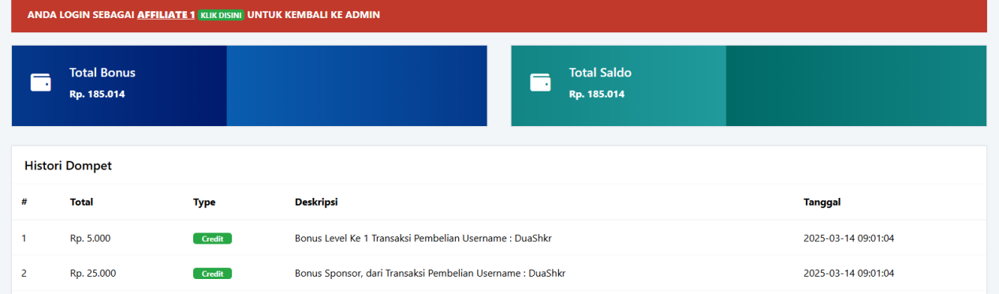 ANDA LOGIN SEBAGAI AFFILIATE 1 KLIK DISINI UNTUK KEMBALI KE ADMIN
Total Bonus
Rp. 185.014
Total Saldo
Rp. 185.014
Histori Dompet
# Total Type Deskripsi Tanggal
1 Rp. 5.000 Credit Bonus Level Ke 1 Transaksi Pembelian Username : DuaShkr 2025-03-14 09:01:04
2 Rp. 25.000 Credit Bonus Sponsor, dari Transaksi Pembelian Username : DuaShkr 2025-03-14 09:01:04